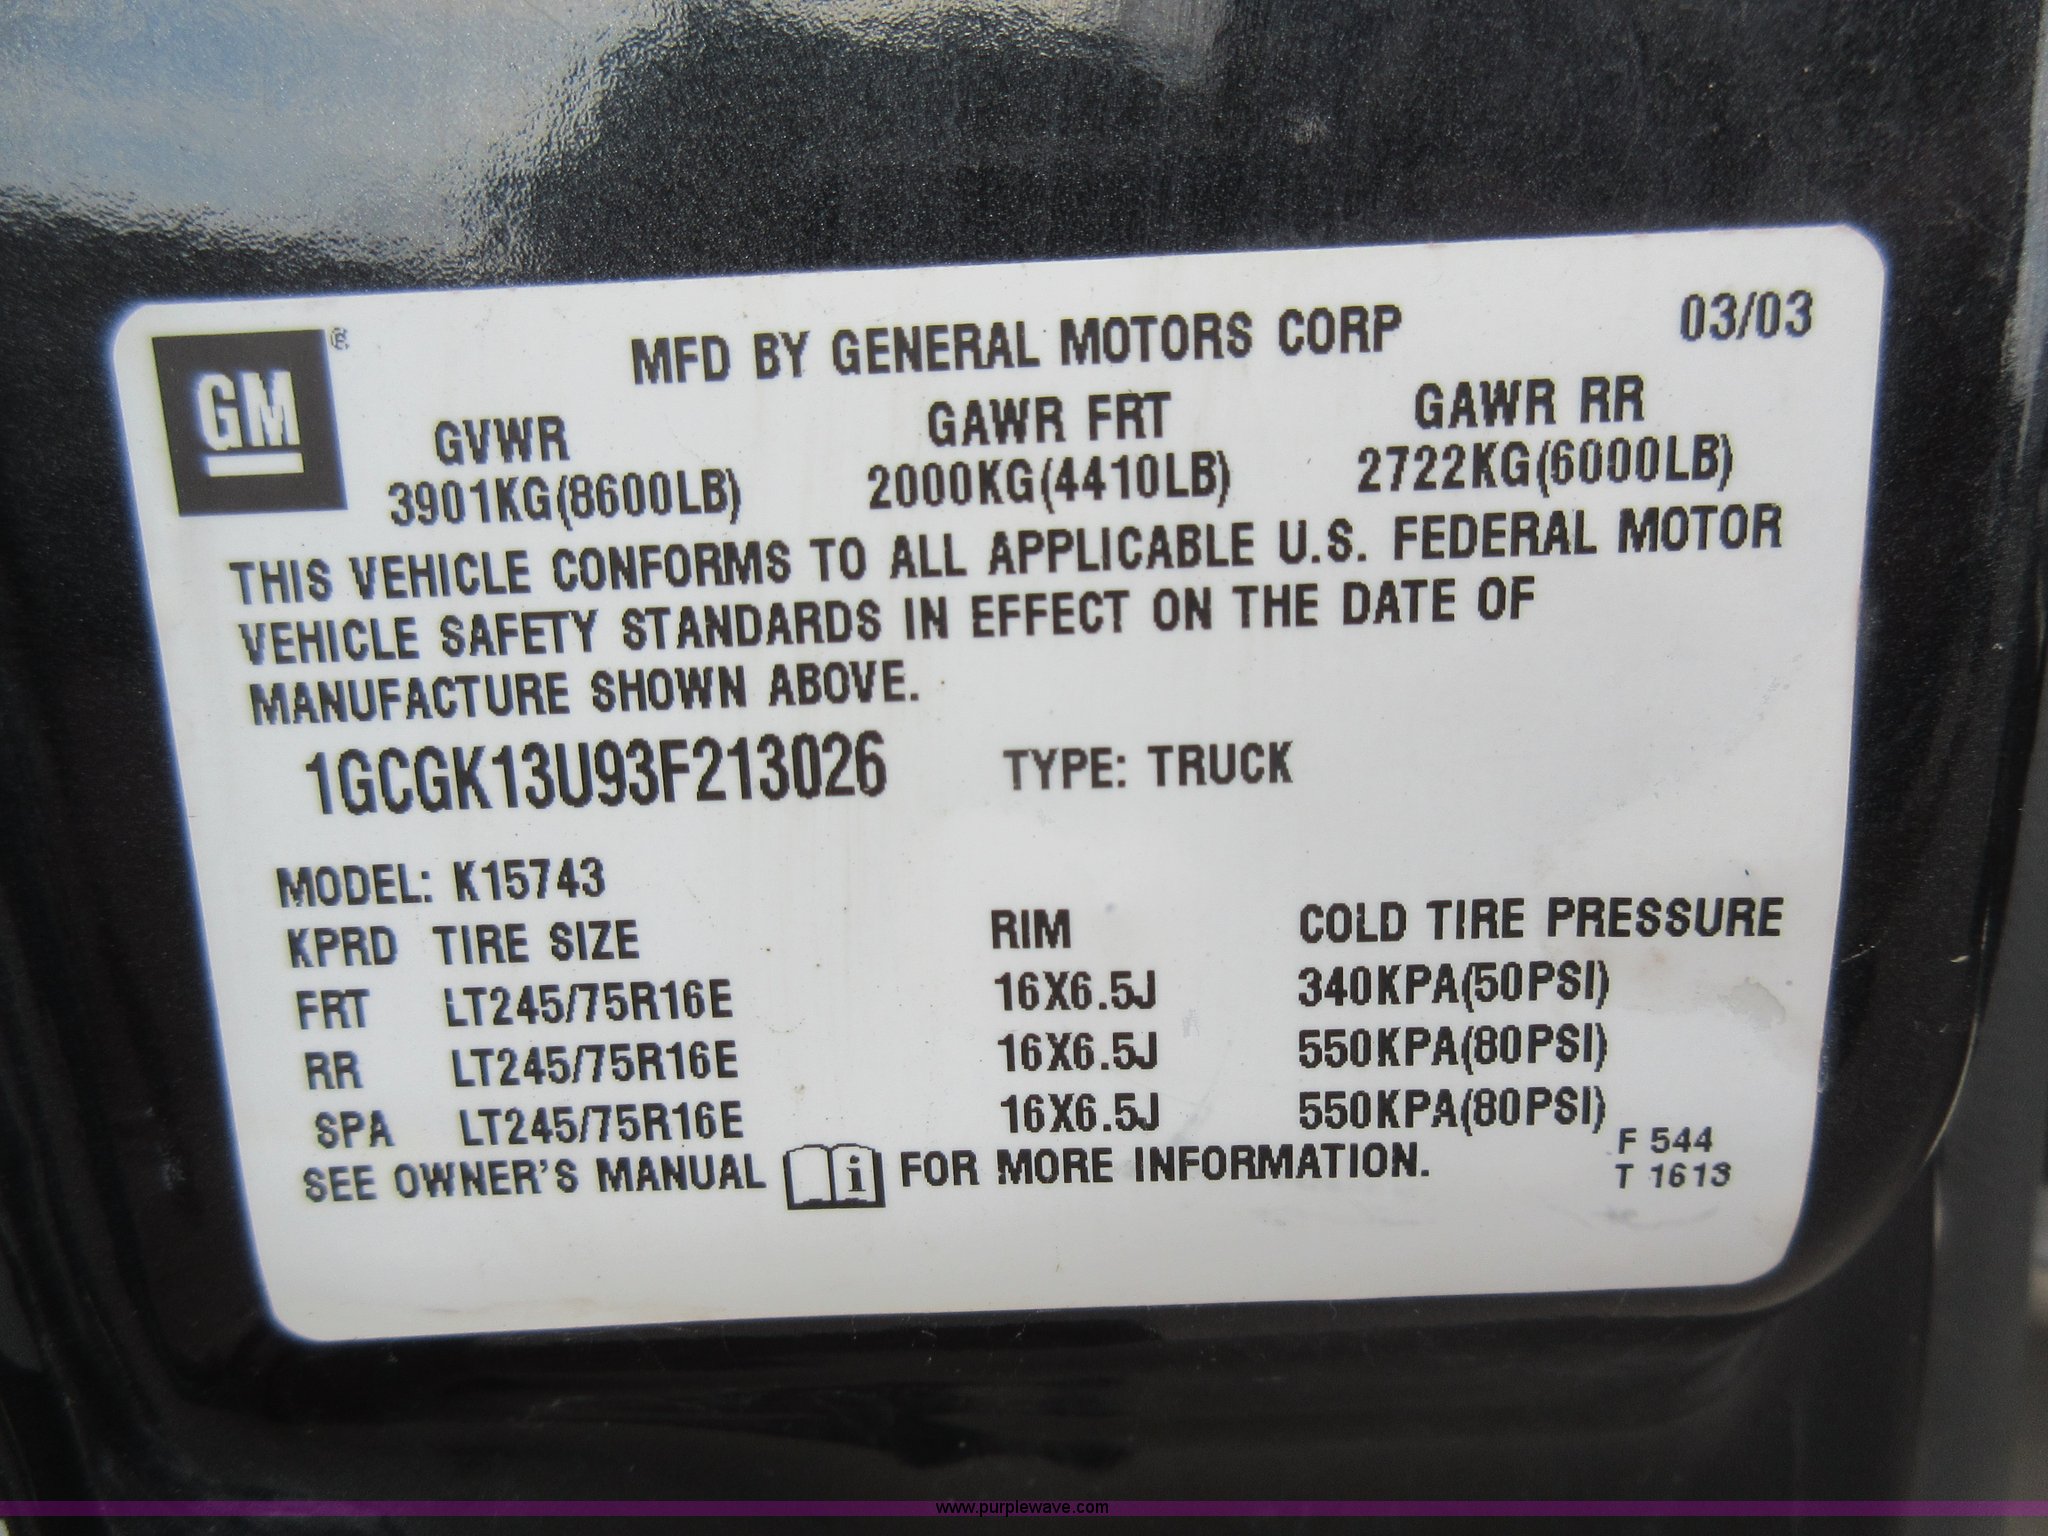 GM ®
MFD BY GENERAL MOTORS CORP 03/03
GVWR GAWR FRT GAWR RR
3901KG(8600LB) 2000KG(4410LB) 2722KG(6000LB)
THIS VEHICLE CONFORMS TO ALL APPLICABLE U.S. FEDERAL MOTOR
VEHICLE SAFETY STANDARDS IN EFFECT ON THE DATE OF
MANUFACTURE SHOWN ABOVE.
1GCGK13U93F213026 TYPE: TRUCK
MODEL: K15743
KPRD TIRE SIZE RIM COLD TIRE PRESSURE
FRT LT245/75R16E 16X6.5J 340KPA(50PSI)
RR LT245/75R16E 16X6.5J 550KPA(80PSI)
SPA LT245/75R16E 16X6.5J 550KPA(80PSI)
SEE OWNER'S MANUAL i FOR MORE INFORMATION.
F 544
T 1613
www.purplewave.com